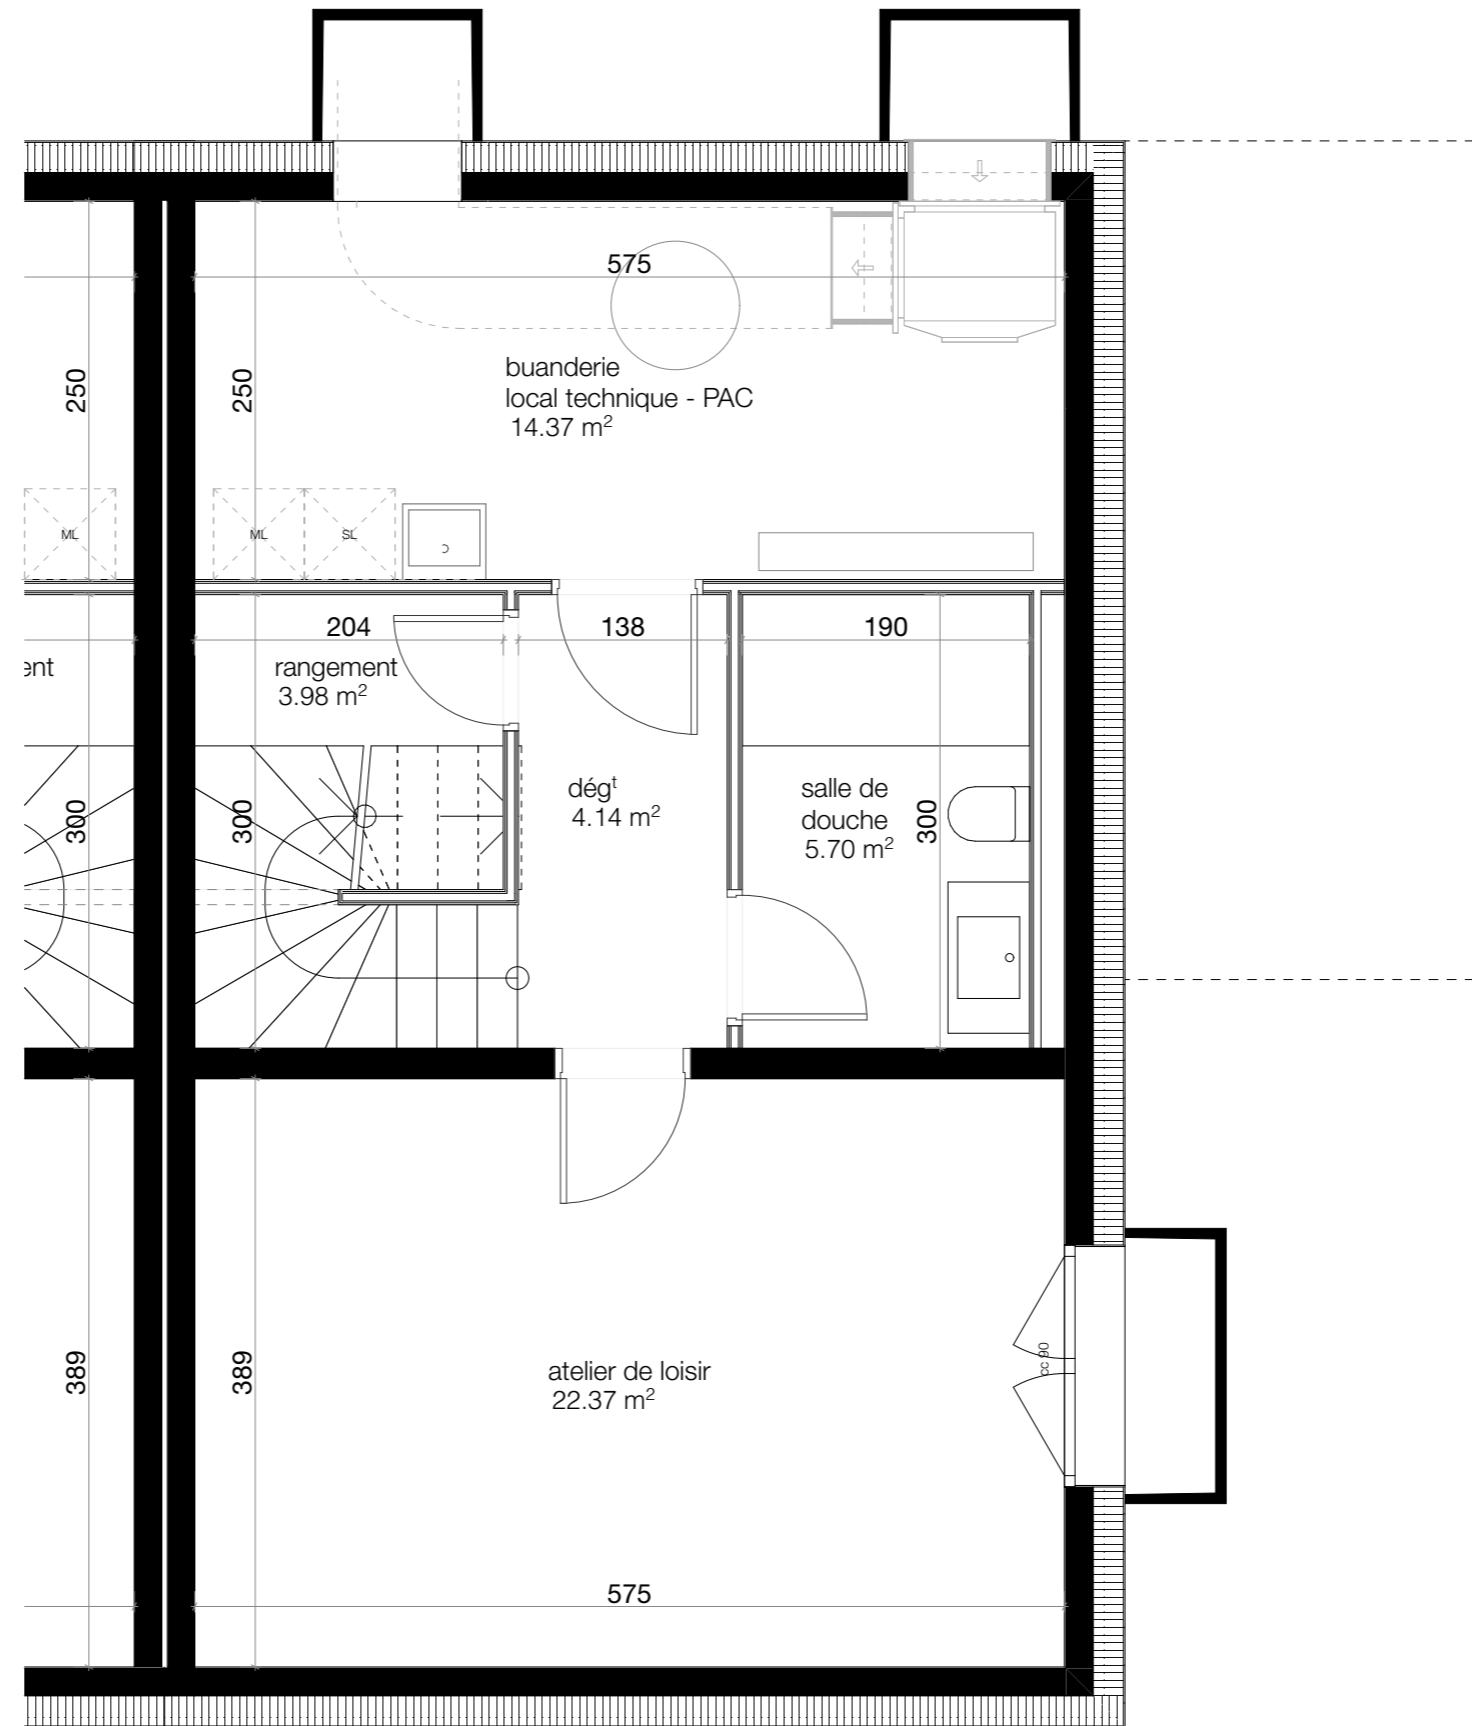 575
250
250
buanderie
local technique - PAC
14.37 m²
ML
ML
SL
204
138
190
ent
rangement
3.98 m²
300
300
dégᵗ
4.14 m²
salle de
douche
5.70 m²
300
389
389
cc 90
atelier de loisir
22.37 m²
575